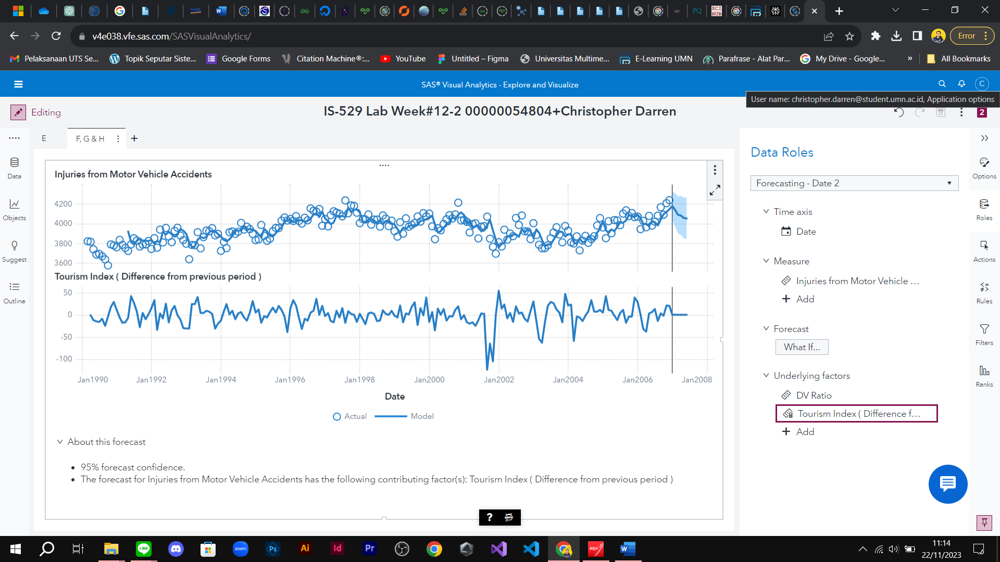 v4e038.vfe.sas.com/SASVisualAnalytics/
Error
Pelaksanaan UTS Se...
Topik Seputar Siste...
Google Forms
Citation Machine®:...
YouTube
Untitled – Figma
Universitas Multime...
E-Learning UMN
Parafrase - Alat Par...
My Drive - Google...
»
All Bookmarks
SAS® Visual Analytics - Explore and Visualize
C
User name: christopher.darren@student.umn.ac.id, Application options
Editing
IS-529 Lab Week#12-2 00000054804+Christopher Darren
2
E
F, G & H
Data
Objects
Suggest
Outline
Injuries from Motor Vehicle Accidents
4200
4000
3800
3600
Tourism Index ( Difference from previous period )
50
0
-50
-100
Jan1990
Jan1992
Jan1994
Jan1996
Jan1998
Jan2000
Jan2002
Jan2004
Jan2006
Jan2008
Date
Actual
Model
About this forecast
• 95% forecast confidence.
• The forecast for Injuries from Motor Vehicle Accidents has the following contributing factor(s): Tourism Index ( Difference from previous period )
?
Data Roles
Forecasting - Date 2
Time axis
Date
Measure
Injuries from Motor Vehicle ...
+ Add
Forecast
What If...
Underlying factors
DV Ratio
Tourism Index ( Difference f...
+ Add
Options
Roles
Actions
Rules
Filters
Ranks
LINE
zoom
Ps
Ai
Id
Pr
PDF
11:14
22/11/2023